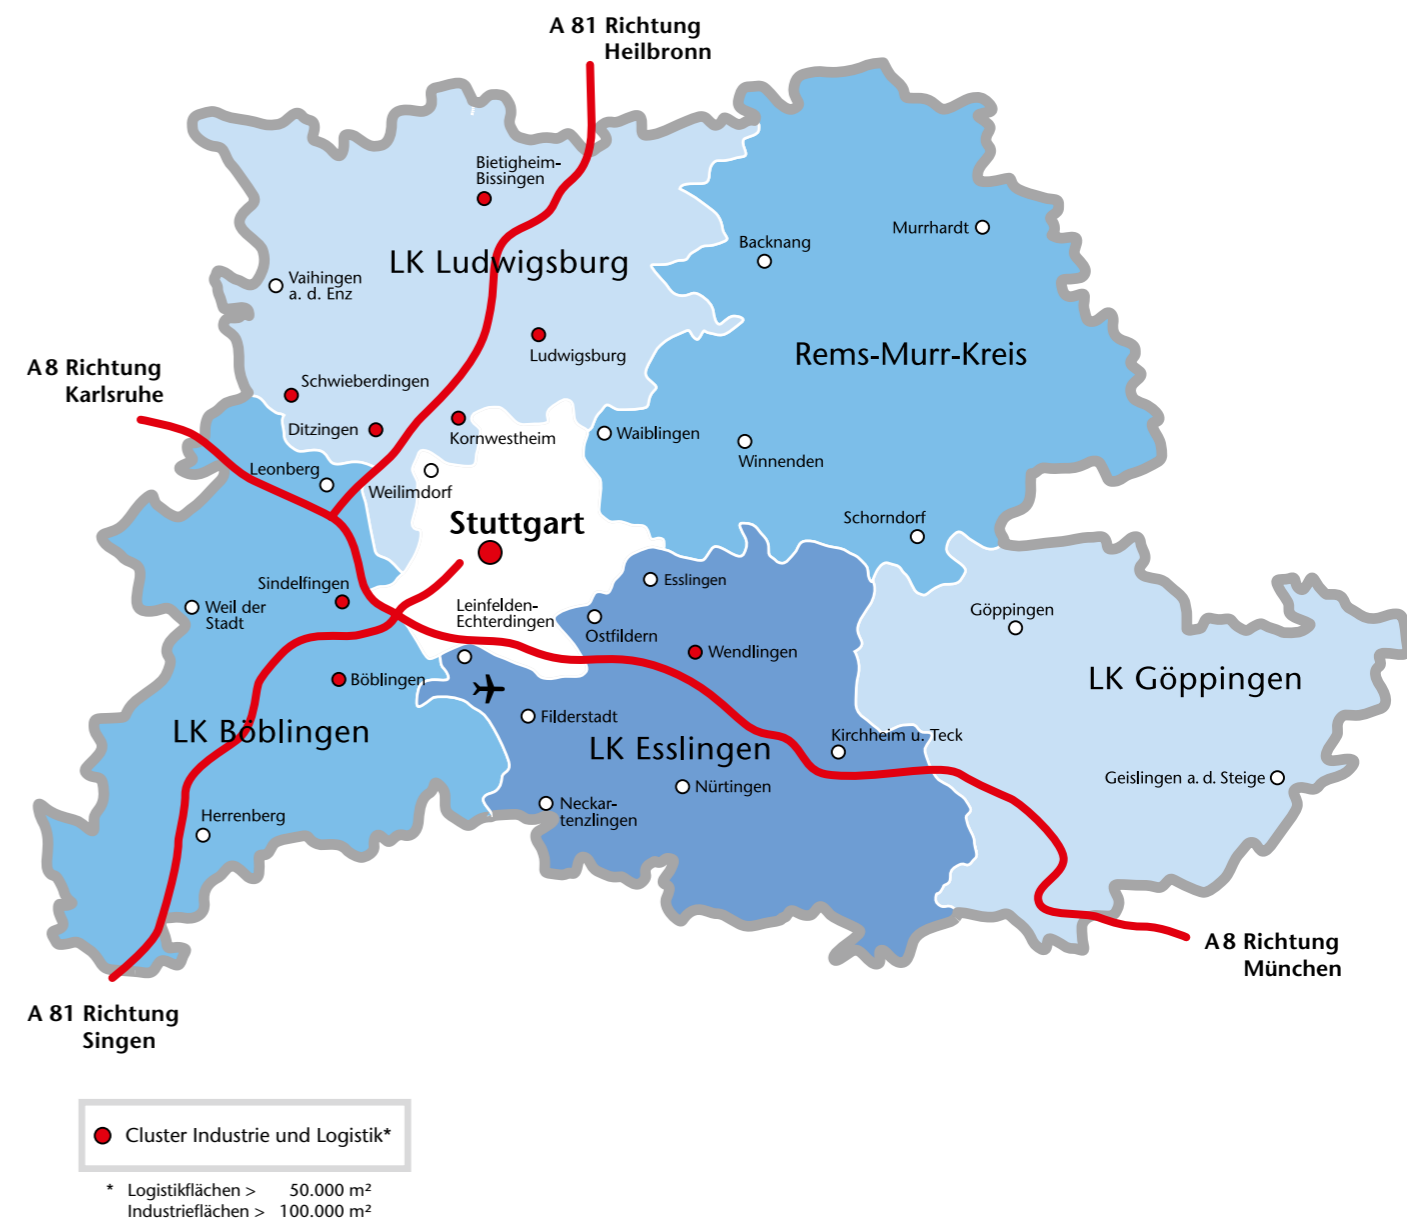 A 81 Richtung
Heilbronn
Bietigheim-
Bissingen
LK Ludwigsburg
Vaihingen
a. d. Enz
Murrhardt
Backnang
Ludwigsburg
Rems-Murr-Kreis
A8 Richtung
Karlsruhe
Schwieberdingen
Ditzingen
Kornwestheim
Waiblingen
Winnenden
Leonberg
Weilimdorf
Stuttgart
Schorndorf
Sindelfingen
Esslingen
Weil der
Stadt
Leinfelden-
Echterdingen
Ostfildern
Göppingen
Wendlingen
Böblingen
LK Göppingen
Filderstadt
LK Böblingen
LK Esslingen
Kirchheim u. Teck
Geislingen a. d. Steige
Nürtingen
Neckar-
tenzlingen
Herrenberg
A8 Richtung
München
A 81 Richtung
Singen
Cluster Industrie und Logistik*
* Logistikflächen > 50.000 m²
Industrieflächen > 100.000 m²